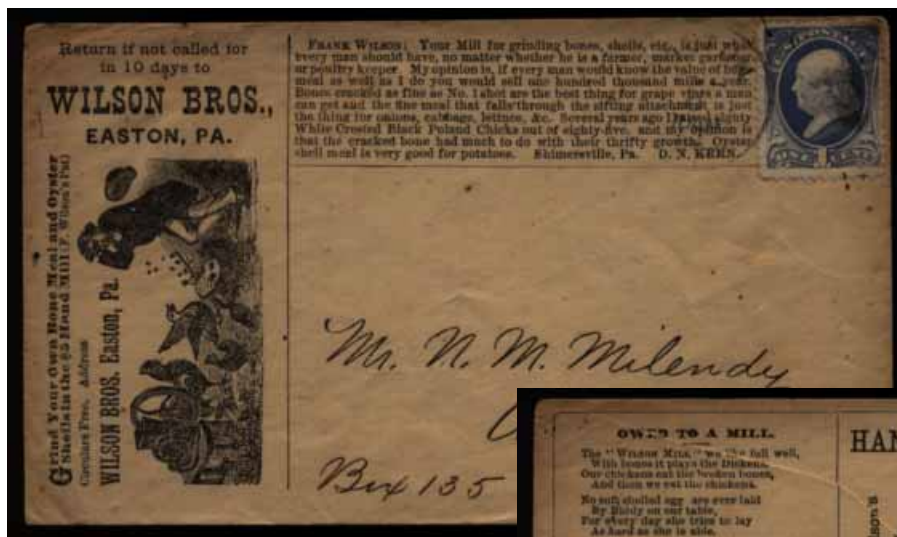 Return if not called for
in 10 days to
WILSON BROS.,
EASTON, PA.
Grind Your Own Bone Meal and Oyster
Shells in the $5 Hand Mill (F. Wilson's Pat.)
Circulars Free. Address
WILSON BROS. Easton, Pa.
FRANK WILSON: Your Mill for grinding bones, shells, etc., is just what
every man should have, no matter whether he is a farmer, market gardener
or poultry keeper. My opinion is, if every man would know the value of bone
meal as well as I do you would sell one hundred thousand mills a year.
Bones cracked as fine as No. 1 shot are the best thing for grape vines a man
can get and the fine meal that falls through the sifting attachment is just
the thing for onions, cabbage, lettuce, &c. Several years ago I raised eighty
White Crested Black Poland Chicks out of eighty-five, and my opinion is
that the cracked bone had much to do with their thrifty growth. Oyster
shell meal is very good for potatoes. Shimersville, Pa. D. N. KERN.
U.S. POSTAGE
Mr. N. M. Milendy
Box 135
OWED TO A MILL.
The "WILSON MILL" we like full well,
With bones it plays the Dickens.
Our chickens eat the broken bones,
And then we eat the chickens.
No soft shelled egg are ever laid
By Biddy on our table,
For every day she tries to lay
As hard as she is able.
HAN
lson's